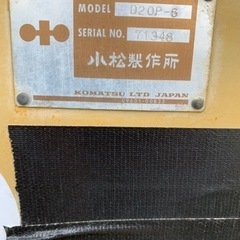 MODEL D20P-6
SERIAL NO. 71348
小松製作所
KOMATSU LTD JAPAN